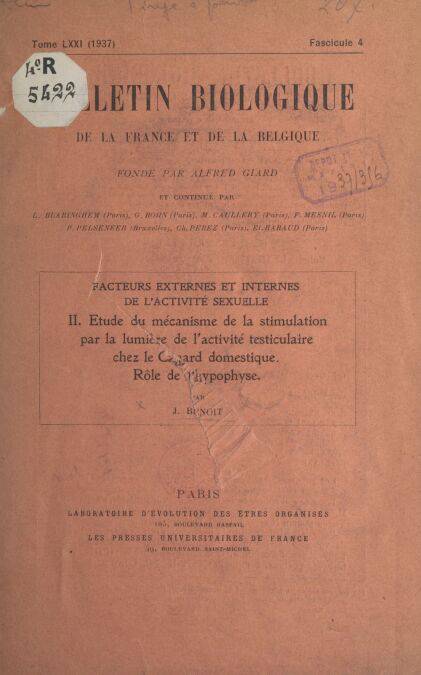 Tome LXXI (1937) Fascicule 4
4º R
5422
LLETIN BIOLOGIQUE
DE LA FRANCE ET DE LA BELGIQUE
FONDÉ PAR ALFRED GIARD
ET CONTINUÉ PAR
L. BLARINGHEM (Paris), G. BOHN (Paris), M. CAULLERY (Paris), F. MESNIL (Paris)
P. PELSENEER (Bruxelles), Ch. PEREZ (Paris), Et. RABAUD (Paris)
FACTEURS EXTERNES ET INTERNES
DE L'ACTIVITÉ SEXUELLE
II. Etude du mécanisme de la stimulation
par la lumière de l'activité testiculaire
chez le Canard domestique.
Rôle de l'hypophyse.
PAR
J. BENOIT
PARIS
LABORATOIRE D'ÉVOLUTION DES ÊTRES ORGANISÉS
105, BOULEVARD RASPAIL
LES PRESSES UNIVERSITAIRES DE FRANCE
49, BOULEVARD SAINT-MICHEL